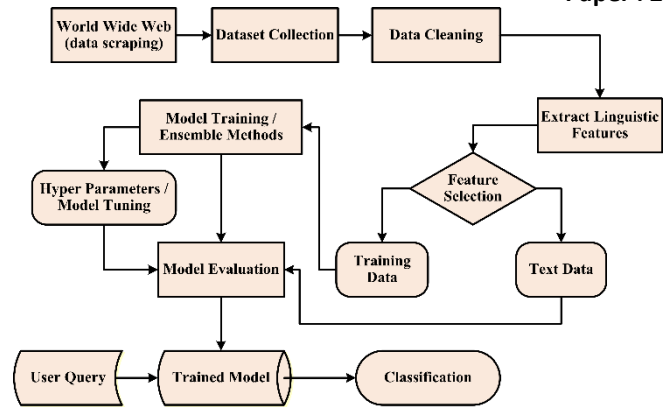 World Wide Web
(data scraping)
Dataset Collection
Data Cleaning
Extract Linguistic
Features
Model Training /
Ensemble Methods
Feature
Selection
Hyper Parameters /
Model Tuning
Model Evaluation
Training
Data
Text Data
User Query
Trained Model
Classification